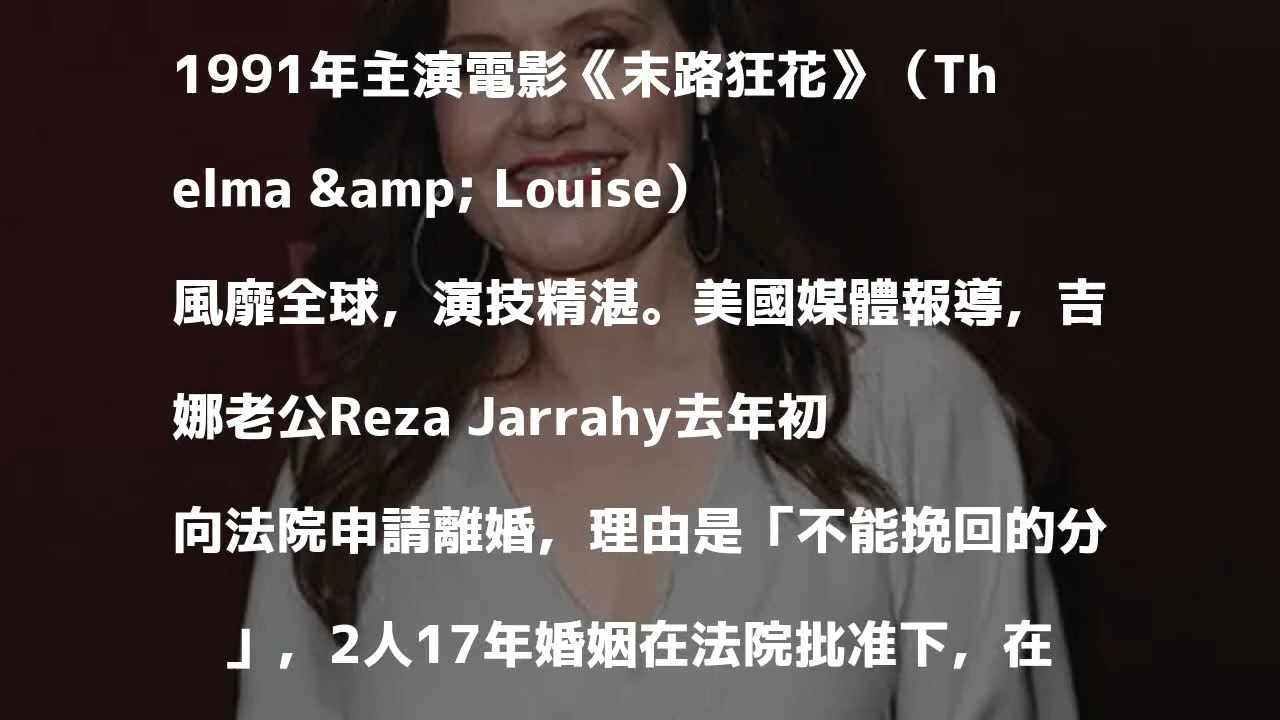 1991年主演電影《末路狂花》（Th
elma &amp; Louise）
風靡全球，演技精湛。美國媒體報導，吉
娜老公Reza Jarrahy去年初
向法院申請離婚，理由是「不能挽回的分
」，2人17年婚姻在法院批准下，在